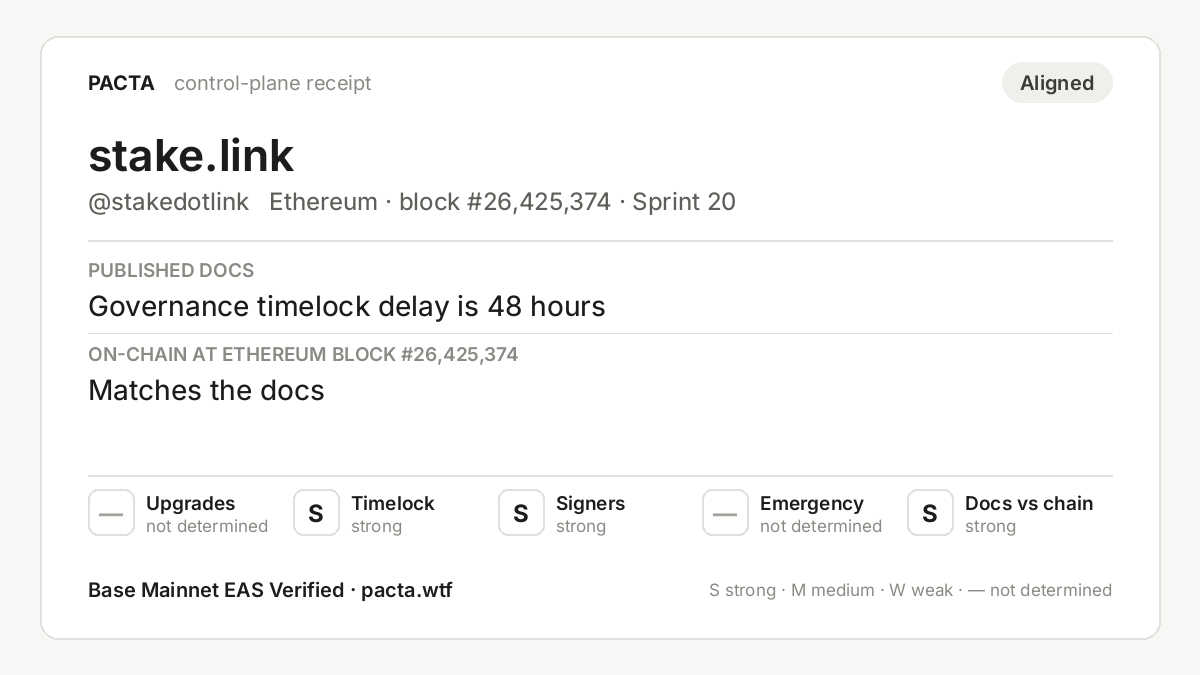 PACTA control-plane receipt Aligned
stake.link
@stakedotlink Ethereum · block #26,425,374 · Sprint 20
PUBLISHED DOCS
Governance timelock delay is 48 hours
ON-CHAIN AT ETHEREUM BLOCK #26,425,374
Matches the docs
— Upgrades not determined
S Timelock strong
S Signers strong
— Emergency not determined
S Docs vs chain strong
Base Mainnet EAS Verified · pacta.wtf
S strong · M medium · W weak · — not determined